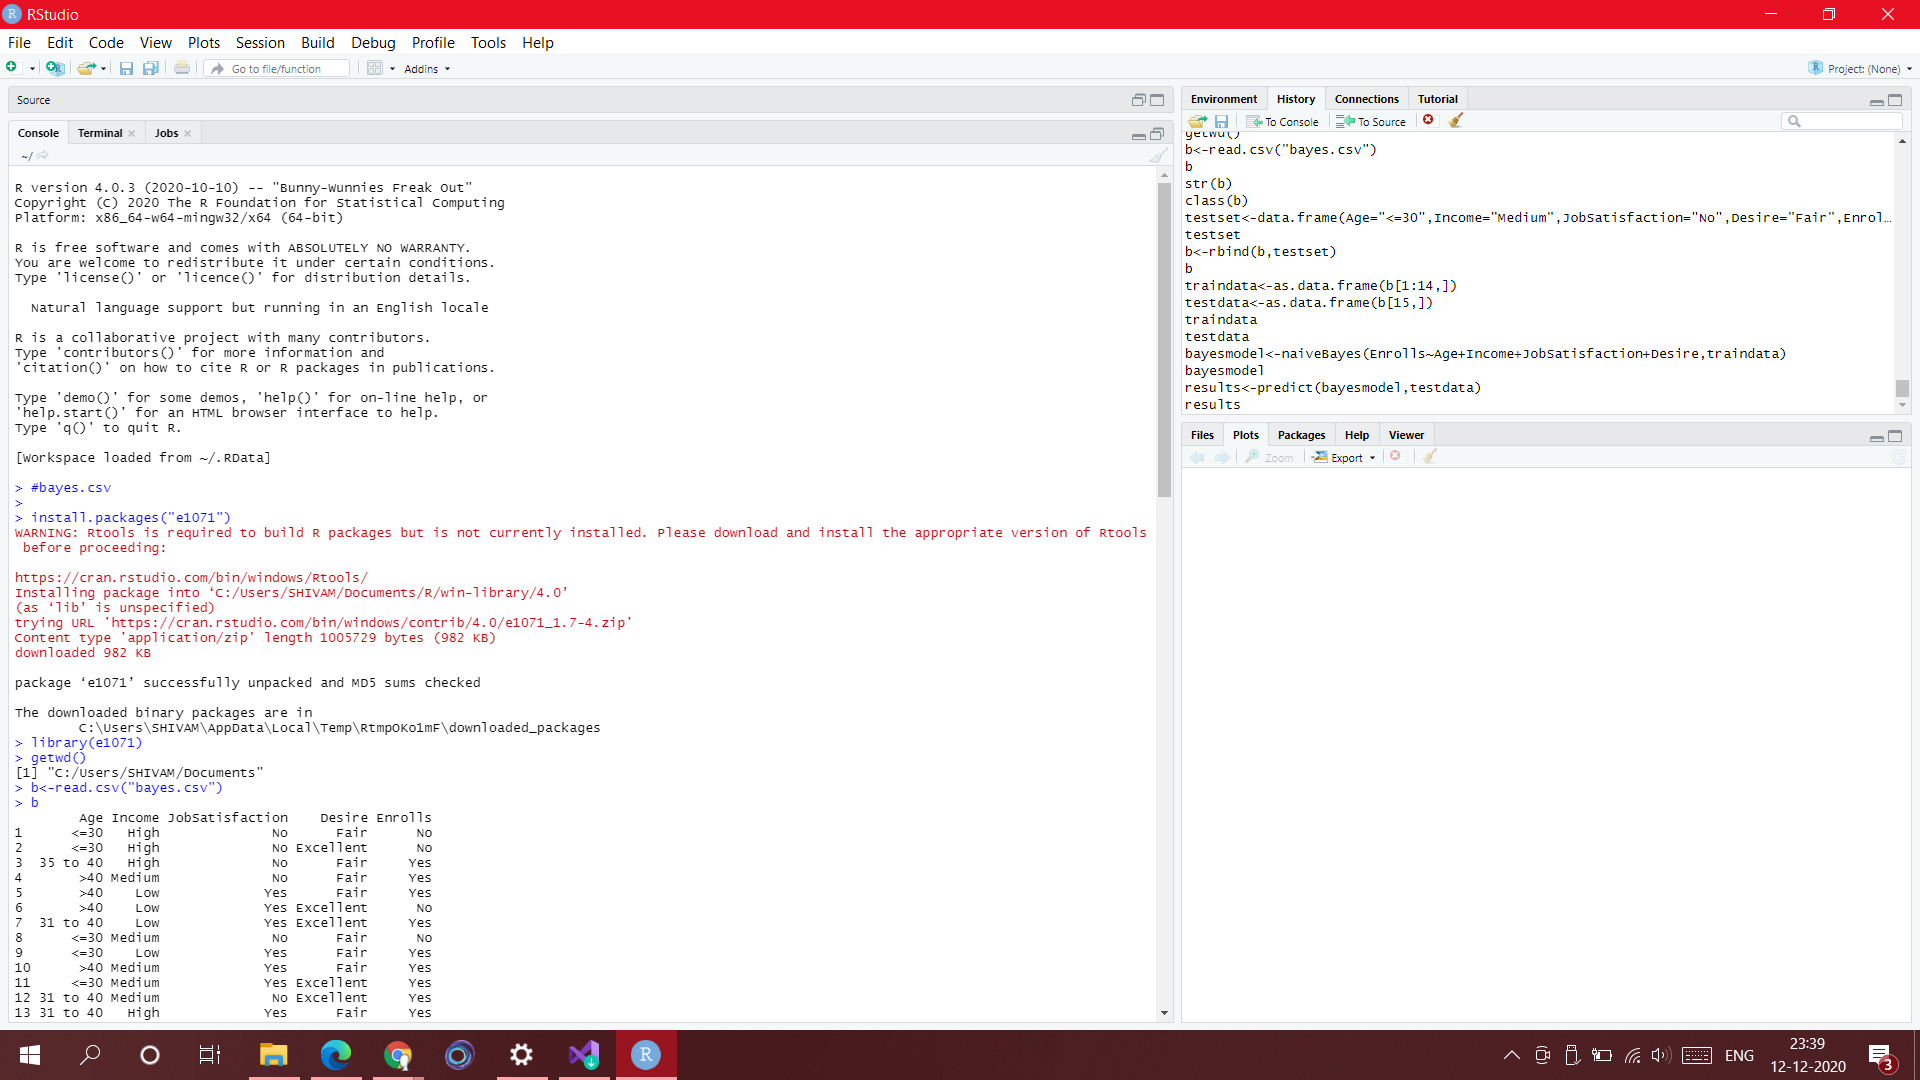 RStudio
File Edit Code View Plots Session Build Debug Profile Tools Help
Go to file/function Addins Project: (None)
Source
Console Terminal Jobs
~/
R version 4.0.3 (2020-10-10) -- "Bunny-Wunnies Freak Out"
Copyright (C) 2020 The R Foundation for Statistical Computing
Platform: x86_64-w64-mingw32/x64 (64-bit)
R is free software and comes with ABSOLUTELY NO WARRANTY.
You are welcome to redistribute it under certain conditions.
Type 'license()' or 'licence()' for distribution details.
Natural language support but running in an English locale
R is a collaborative project with many contributors.
Type 'contributors()' for more information and
'citation()' on how to cite R or R packages in publications.
Type 'demo()' for some demos, 'help()' for on-line help, or
'help.start()' for an HTML browser interface to help.
Type 'q()' to quit R.
[Workspace loaded from ~/.RData]
> #bayes.csv
>
> install.packages("e1071")
WARNING: Rtools is required to build R packages but is not currently installed. Please download and install the appropriate version of Rtools
before proceeding:
https://cran.rstudio.com/bin/windows/Rtools/
Installing package into ‘C:/Users/SHIVAM/Documents/R/win-library/4.0’
(as ‘lib’ is unspecified)
trying URL 'https://cran.rstudio.com/bin/windows/contrib/4.0/e1071_1.7-4.zip'
Content type 'application/zip' length 1005729 bytes (982 KB)
downloaded 982 KB
package ‘e1071’ successfully unpacked and MD5 sums checked
The downloaded binary packages are in
C:\Users\SHIVAM\AppData\Local\Temp\RtmpOKo1mF\downloaded_packages
> library(e1071)
> getwd()
[1] "C:/Users/SHIVAM/Documents"
> b<-read.csv("bayes.csv")
> b
Age Income JobSatisfaction Desire Enrolls
1 <=30 High No Fair No
2 <=30 High No Excellent No
3 35 to 40 High No Fair Yes
4 >40 Medium No Fair Yes
5 >40 Low Yes Fair Yes
6 >40 Low Yes Excellent No
7 31 to 40 Low Yes Excellent Yes
8 <=30 Medium No Fair No
9 <=30 Low Yes Fair Yes
10 >40 Medium Yes Fair Yes
11 <=30 Medium Yes Excellent Yes
12 31 to 40 Medium No Excellent Yes
13 31 to 40 High Yes Fair Yes
Environment History Connections Tutorial
To Console To Source
getwd()
b<-read.csv("bayes.csv")
b
str(b)
class(b)
testset<-data.frame(Age="<=30",Income="Medium",JobSatisfaction="No",Desire="Fair",Enrol…
testset
b<-rbind(b,testset)
b
traindata<-as.data.frame(b[1:14,])
testdata<-as.data.frame(b[15,])
traindata
testdata
bayesmodel<-naiveBayes(Enrolls~Age+Income+JobSatisfaction+Desire,traindata)
bayesmodel
results<-predict(bayesmodel,testdata)
results
Files Plots Packages Help Viewer
Zoom Export
ENG
23:39
12-12-2020
3